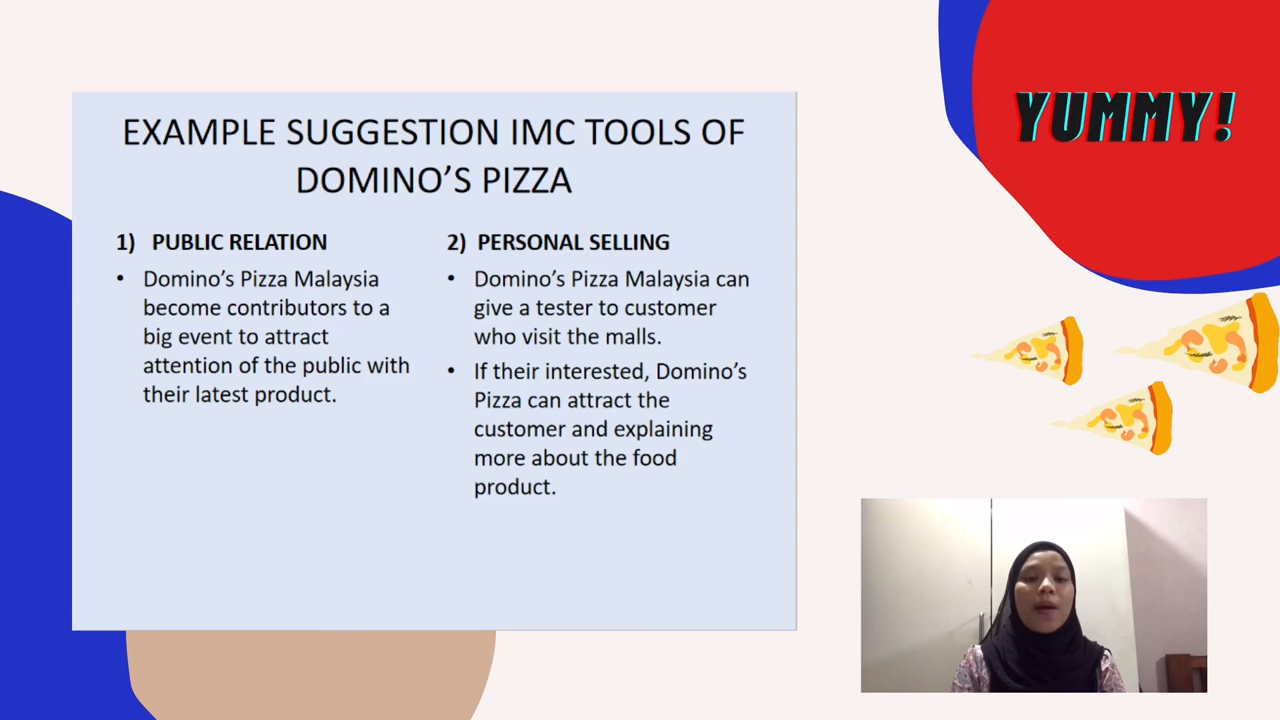 EXAMPLE SUGGESTION IMC TOOLS OF
DOMINO’S PIZZA
1) PUBLIC RELATION
• Domino’s Pizza Malaysia
become contributors to a
big event to attract
attention of the public with
their latest product.
2) PERSONAL SELLING
• Domino’s Pizza Malaysia can
give a tester to customer
who visit the malls.
• If their interested, Domino’s
Pizza can attract the
customer and explaining
more about the food
product.
YUMMY!